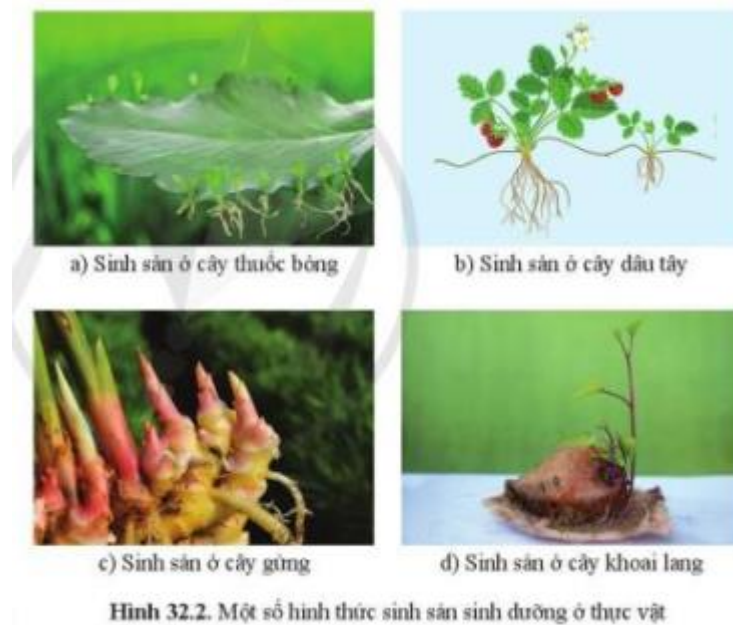 a) Sinh sản ở cây thuốc bỏng
b) Sinh sản ở cây dâu tây
c) Sinh sản ở cây gừng
d) Sinh sản ở cây khoai lang
Hình 32.2. Một số hình thức sinh sản sinh dưỡng ở thực vật